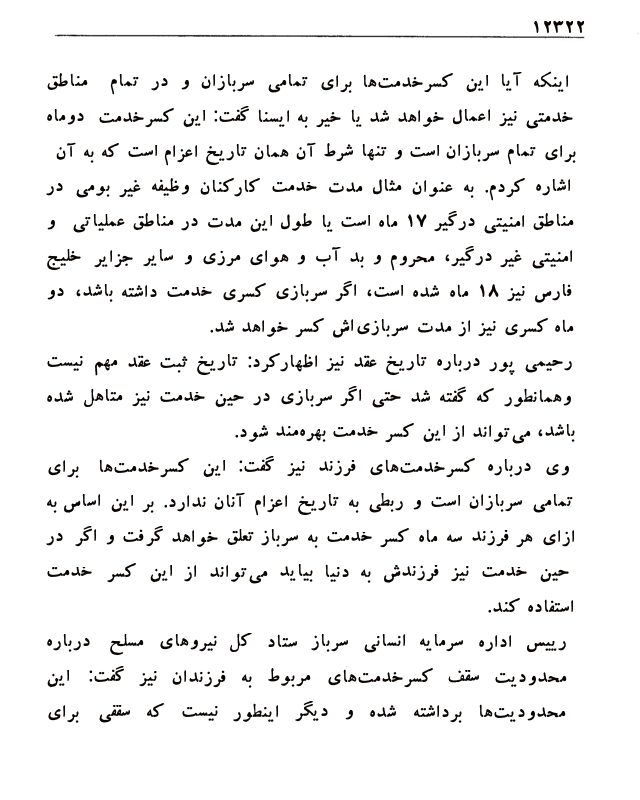 ۱۲۳۲۲
اینکه آیا این کسرخدمت‌ها برای تمامی سربازان و در تمام مناطق
خدمتی نیز اعمال خواهد شد یا خیر به ایسنا گفت: این کسرخدمت دوماه
برای تمام سربازان است و تنها شرط آن همان تاریخ اعزام است که به آن
اشاره کردم. به عنوان مثال مدت خدمت کارکنان وظیفه غیر بومی در
مناطق امنیتی درگیر ۱۷ ماه است یا طول این مدت در مناطق عملیاتی و
امنیتی غیر درگیر، محروم و بد آب و هوای مرزی و سایر جزایر خلیج
فارس نیز ۱۸ ماه شده است، اگر سربازی کسری خدمت داشته باشد، دو
ماه کسری نیز از مدت سربازی‌اش کسر خواهد شد.
رحیمی پور درباره تاریخ عقد نیز اظهارکرد: تاریخ ثبت عقد مهم نیست
وهمانطور که گفته شد حتی اگر سربازی در حین خدمت نیز متاهل شده
باشد، می‌تواند از این کسر خدمت بهره‌مند شود.
وی درباره کسرخدمت‌های فرزند نیز گفت: این کسرخدمت‌ها برای
تمامی سربازان است و ربطی به تاریخ اعزام آنان ندارد. بر این اساس به
ازای هر فرزند سه ماه کسر خدمت به سرباز تعلق خواهد گرفت و اگر در
حین خدمت نیز فرزندش به دنیا بیاید می‌تواند از این کسر خدمت
استفاده کند.
رییس اداره سرمایه انسانی سرباز ستاد کل نیروهای مسلح درباره
محدودیت سقف کسرخدمت‌های مربوط به فرزندان نیز گفت: این
محدودیت‌ها برداشته شده و دیگر اینطور نیست که سقفی برای